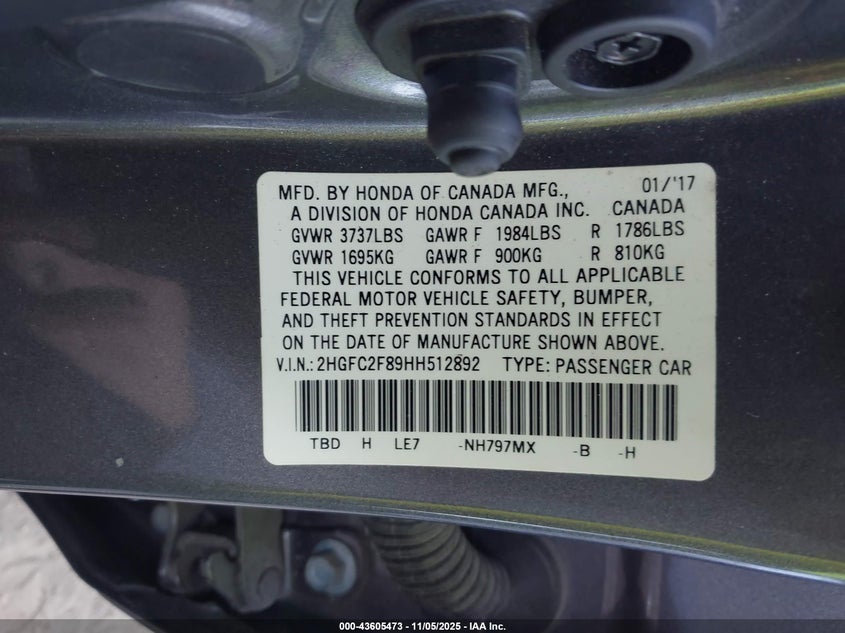 MFD. BY HONDA OF CANADA MFG., 01/'17
A DIVISION OF HONDA CANADA INC. CANADA
GVWR 3737LBS GAWR F 1984LBS R 1786LBS
GVWR 1695KG GAWR F 900KG R 810KG
THIS VEHICLE CONFORMS TO ALL APPLICABLE
FEDERAL MOTOR VEHICLE SAFETY, BUMPER,
AND THEFT PREVENTION STANDARDS IN EFFECT
ON THE DATE OF MANUFACTURE SHOWN ABOVE.
V.I.N.: 2HGFC2F89HH512892 TYPE: PASSENGER CAR
TBD H LE7 -NH797MX -B -H
000-43605473 - 11/05/2025 - IAA Inc.